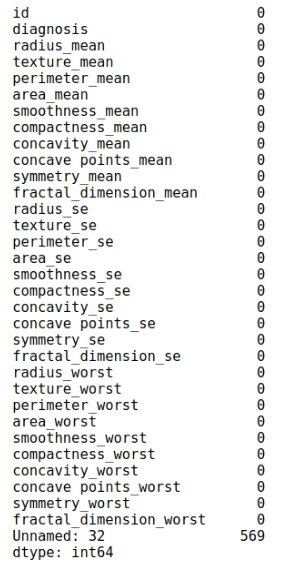 id 0
diagnosis 0
radius_mean 0
texture_mean 0
perimeter_mean 0
area_mean 0
smoothness_mean 0
compactness_mean 0
concavity_mean 0
concave points_mean 0
symmetry_mean 0
fractal_dimension_mean 0
radius_se 0
texture_se 0
perimeter_se 0
area_se 0
smoothness_se 0
compactness_se 0
concavity_se 0
concave points_se 0
symmetry_se 0
fractal_dimension_se 0
radius_worst 0
texture_worst 0
perimeter_worst 0
area_worst 0
smoothness_worst 0
compactness_worst 0
concavity_worst 0
concave points_worst 0
symmetry_worst 0
fractal_dimension_worst 0
Unnamed: 32 569
dtype: int64